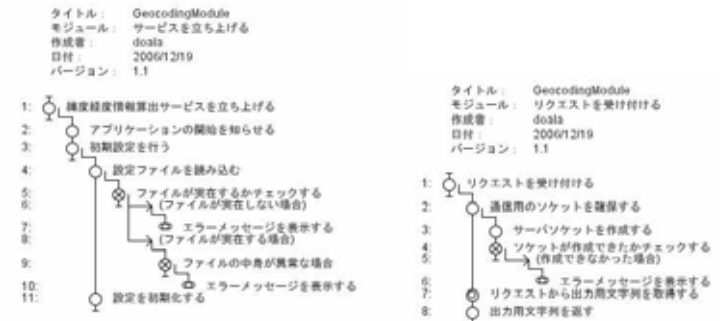 タイトル： GeocodingModule
モジュール： サービスを立ち上げる
作成者： doala
日付： 2006/12/19
バージョン： 1.1
1: 緯度経度情報算出サービスを立ち上げる
2: アプリケーションの開始を知らせる
3: 初期設定を行う
4: 設定ファイルを読み込む
5: ファイルが実在するかチェックする
6: (ファイルが実在しない場合)
7: エラーメッセージを表示する
8: (ファイルが実在する場合)
9: ファイルの中身が異常な場合
10: エラーメッセージを表示する
11: 設定を初期化する
タイトル： GeocodingModule
モジュール： リクエストを受け付ける
作成者： doala
日付： 2006/12/19
バージョン： 1.1
1: リクエストを受け付ける
2: 通信用のソケットを確保する
3: サーバソケットを作成する
4: ソケットが作成できたかチェックする
5: (作成できなかった場合)
6: エラーメッセージを表示する
7: リクエストから出力用文字列を取得する
8: 出力用文字列を返す